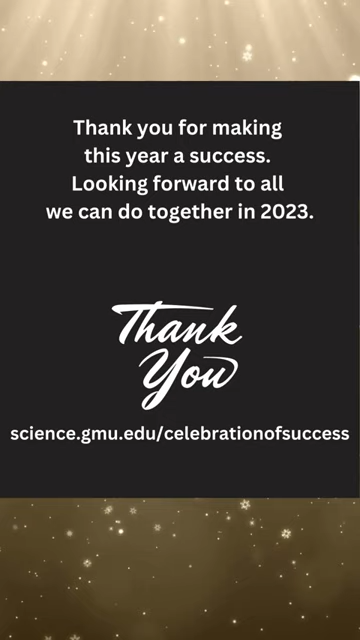 Thank you for making
this year a success.
Looking forward to all
we can do together in 2023.
Thank
You
science.gmu.edu/celebrationofsuccess